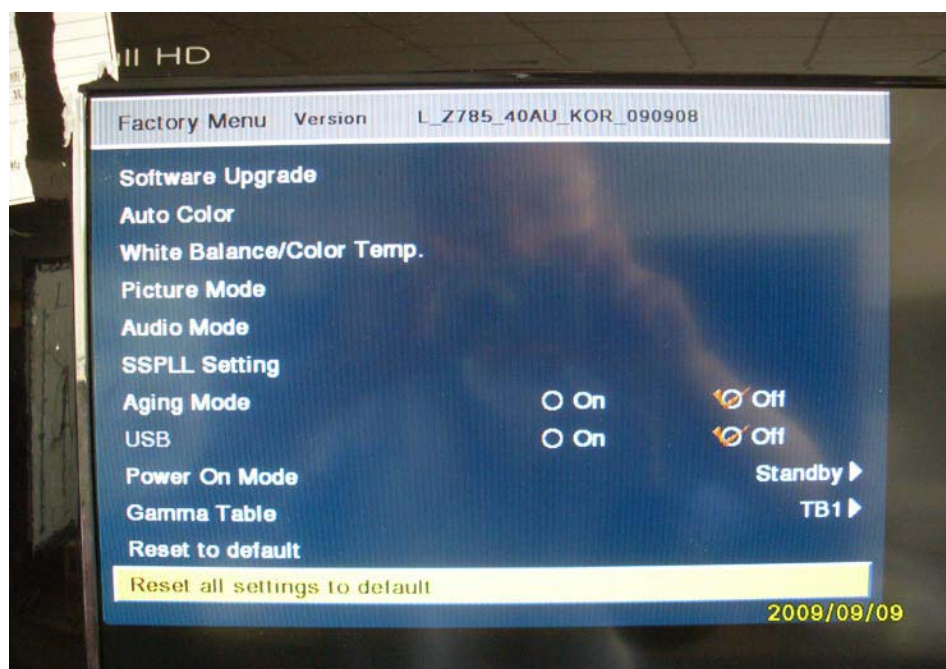 ll HD
Factory Menu Version L_Z785_40AU_KOR_090908
Software Upgrade
Auto Color
White Balance/Color Temp.
Picture Mode
Audio Mode
SSPLL Setting
Aging Mode On Off
USB On Off
Power On Mode Standby
Gamma Table TB1
Reset to default
Reset all settings to default
2009/09/09